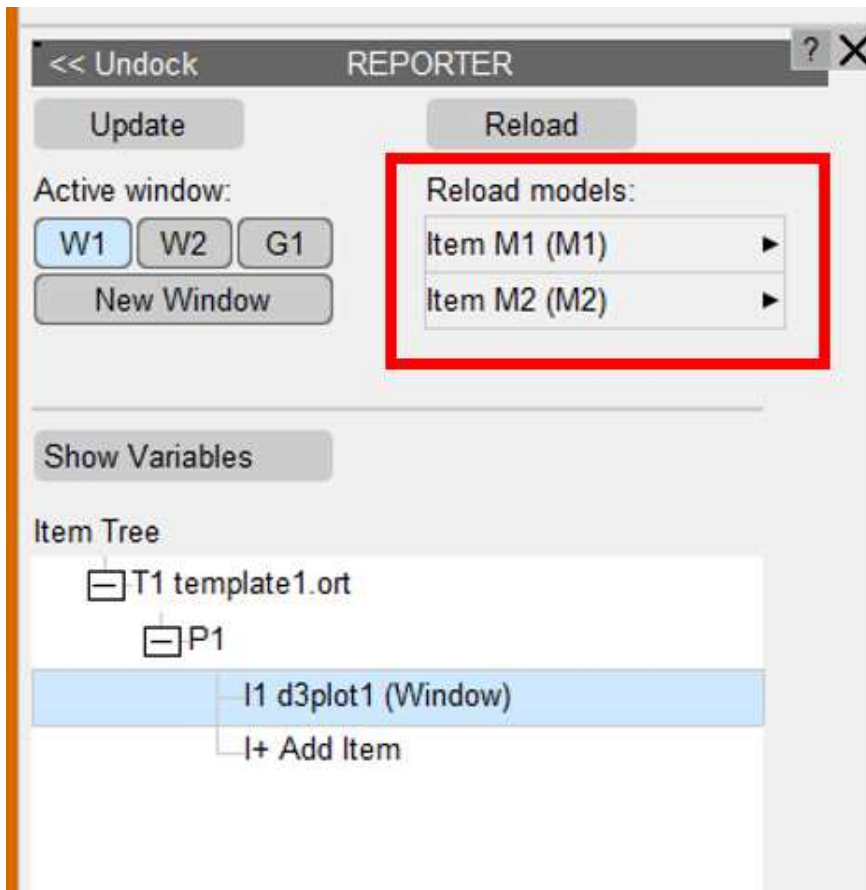 << Undock REPORTER ? X
Update Reload
Active window: Reload models:
W1 W2 G1 Item M1 (M1)
New Window Item M2 (M2)
Show Variables
Item Tree
T1 template1.ort
P1
I1 d3plot1 (Window)
I+ Add Item